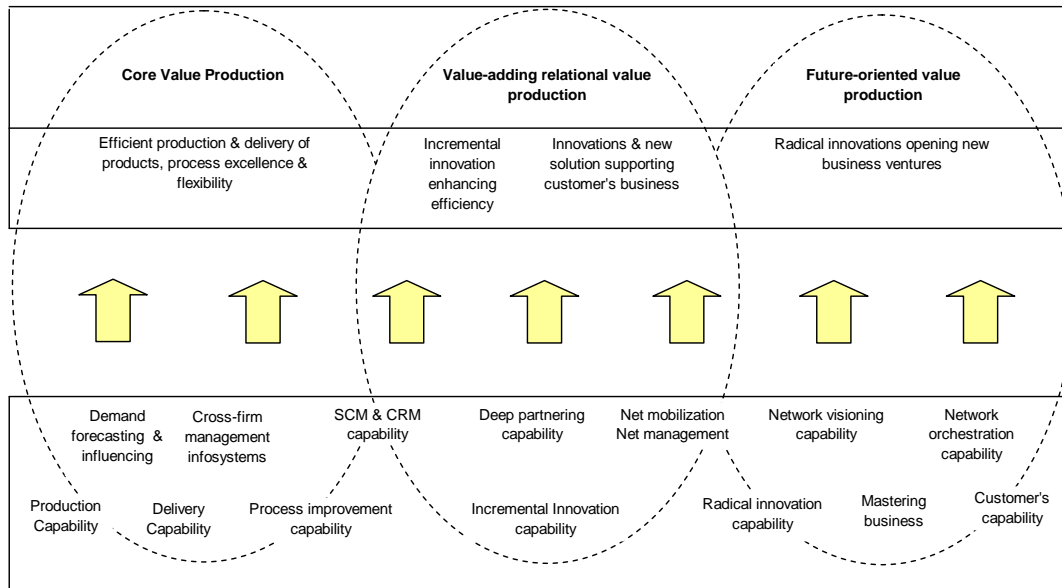 Core Value Production
Value-adding relational value
production
Future-oriented value
production
Efficient production & delivery of
products, process excellence &
flexibility
Incremental
innovation
enhancing
efficiency
Innovations & new
solution supporting
customer's business
Radical innovations opening new
business ventures
Demand
forecasting &
influencing
Cross-firm
management
infosystems
SCM & CRM
capability
Deep partnering
capability
Net mobilization
Net management
Network visioning
capability
Network
orchestration
capability
Production
Capability
Delivery
Capability
Process improvement
capability
Incremental Innovation
capability
Radical innovation
capability
Mastering
business
Customer's
capability